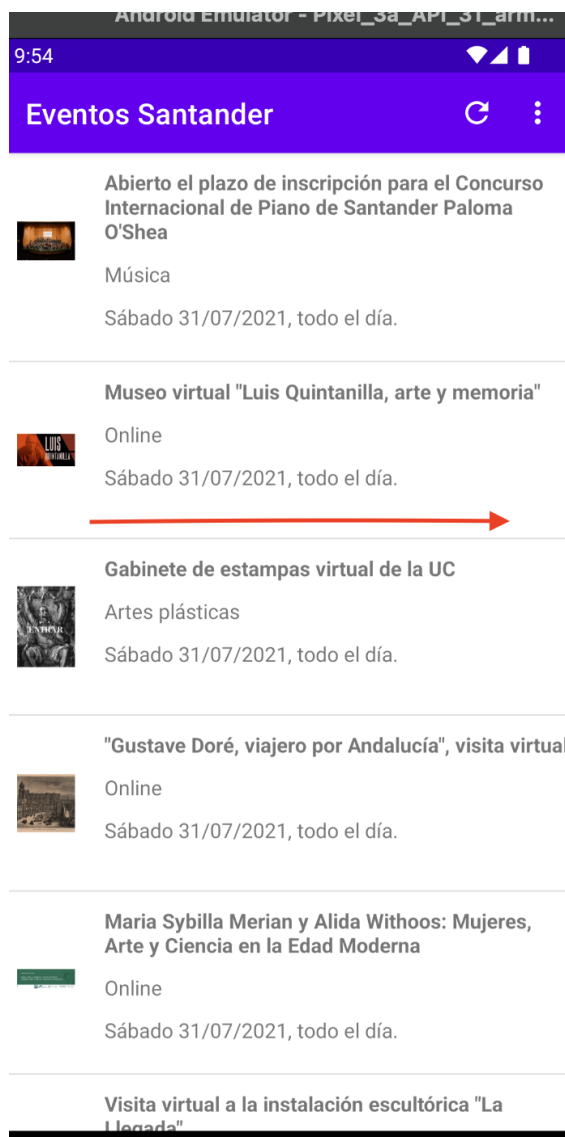 Android Emulator - Pixel_3a_API_31_arm...
9:54
Eventos Santander
Abierto el plazo de inscripción para el Concurso
Internacional de Piano de Santander Paloma
O'Shea
Música
Sábado 31/07/2021, todo el día.
Museo virtual "Luis Quintanilla, arte y memoria"
LUIS
QUINTANILLA
Online
Sábado 31/07/2021, todo el día.
Gabinete de estampas virtual de la UC
ENTRAR
Artes plásticas
Sábado 31/07/2021, todo el día.
"Gustave Doré, viajero por Andalucía", visita virtual
Online
Sábado 31/07/2021, todo el día.
Maria Sybilla Merian y Alida Withoos: Mujeres,
Arte y Ciencia en la Edad Moderna
Online
Sábado 31/07/2021, todo el día.
Visita virtual a la instalación escultórica "La
Llegada"